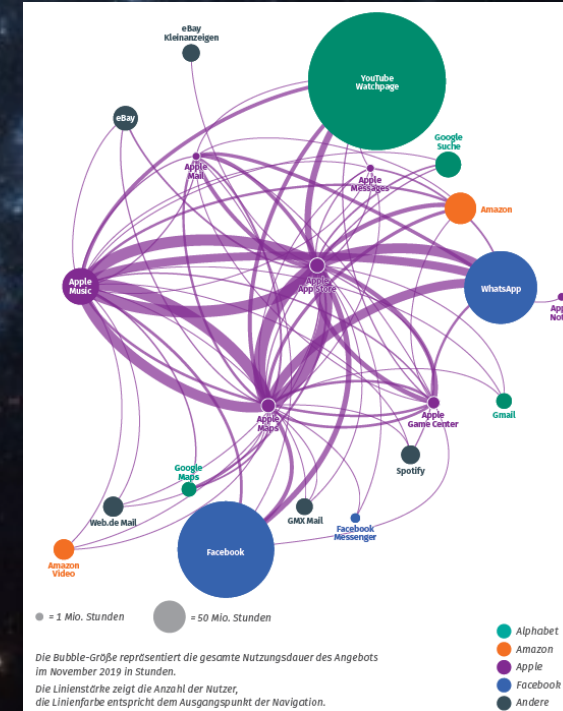 eBay
Kleinanzeigen
YouTube
Watchpage
eBay
Google
Suche
Apple
Mail
Apple
Messages
Amazon
Apple
App Store
Apple
Music
WhatsApp
Apple
Maps
Apple
Game Center
Gmail
Google
Maps
Spotify
Web.de Mail
GMX Mail
Facebook
Messenger
Facebook
Amazon
Video
= 1 Mio. Stunden
= 50 Mio. Stunden
Die Bubble-Größe repräsentiert die gesamte Nutzungsdauer des Angebots
im November 2019 in Stunden.
Die Linienstärke zeigt die Anzahl der Nutzer,
die Linienfarbe entspricht dem Ausgangspunkt der Navigation.
Alphabet
Amazon
Apple
Facebook
Andere